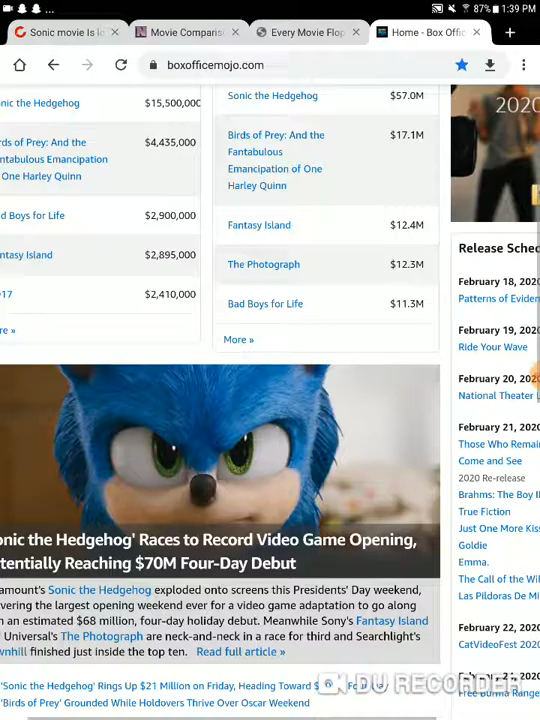 87% 1:39 PM
Sonic movie Is lo
Movie Comparis
Every Movie Flop
Home - Box Offic
boxofficemojo.com
nic the Hedgehog $15,500,000
rds of Prey: And the
ntabulous Emancipation
One Harley Quinn
$4,435,000
d Boys for Life $2,900,000
ntasy Island $2,895,000
17 $2,410,000
re »
Sonic the Hedgehog $57.0M
Birds of Prey: And the
Fantabulous
Emancipation of One
Harley Quinn
$17.1M
Fantasy Island $12.4M
The Photograph $12.3M
Bad Boys for Life $11.3M
More »
2020
Release Sched
February 18, 2020
Patterns of Eviden
February 19, 2020
Ride Your Wave
February 20, 2020
National Theater L
February 21, 2020
Those Who Remai
Come and See
2020 Re-release
Brahms: The Boy I
True Fiction
Just One More Kis
Goldie
Emma.
The Call of the Wil
Las Pildoras De Mi
February 22, 2020
CatVideoFest 2020
Free Burma Range
onic the Hedgehog' Races to Record Video Game Opening,
tentially Reaching $70M Four-Day Debut
amount's Sonic the Hedgehog exploded onto screens this Presidents' Day weekend,
vering the largest opening weekend ever for a video game adaptation to go along
n an estimated $68 million, four-day holiday debut. Meanwhile Sony's Fantasy Island
Universal's The Photograph are neck-and-neck in a race for third and Searchlight's
wnhill finished just inside the top ten. Read full article »
'Sonic the Hedgehog' Rings Up $21 Million on Friday, Heading Toward
'Birds of Prey' Grounded While Holdovers Thrive Over Oscar Weekend
DU RECORDER